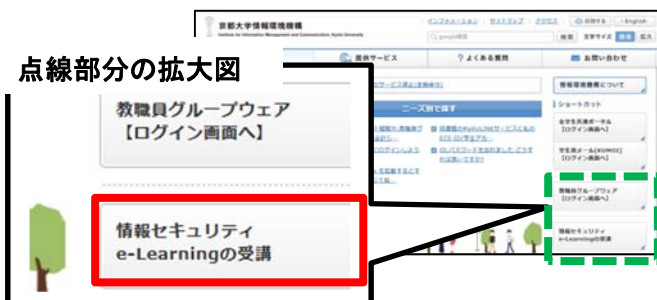 京都大学情報環境機構
Institute for Information Management and Communication, Kyoto University
インフォメーション
サイトマップ
アクセス
English
検索 文字サイズ 標準 拡大
提供サービス
? よくある質問
お問い合わせ
点線部分の拡大図
教職員グループウェア
【ログイン画面へ】
情報セキュリティ
e-Learningの受講
ニーズ別で探す
情報環境機構について
ショートカット
全学生共通ポータル
【ログイン画面へ】
学生用メール(KUMOI)
【ログイン画面へ】
教職員グループウェア
【ログイン画面へ】
情報セキュリティ
e-Learningの受講